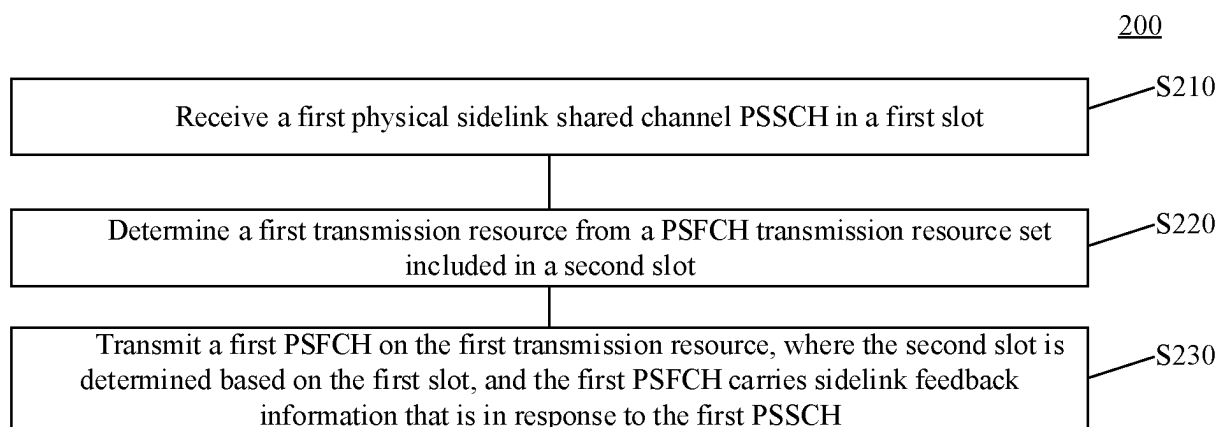 200
Receive a first physical sidelink shared channel PSSCH in a first slot
S210
Determine a first transmission resource from a PSFCH transmission resource set
included in a second slot
S220
Transmit a first PSFCH on the first transmission resource, where the second slot is
determined based on the first slot, and the first PSFCH carries sidelink feedback
information that is in response to the first PSSCH
S230